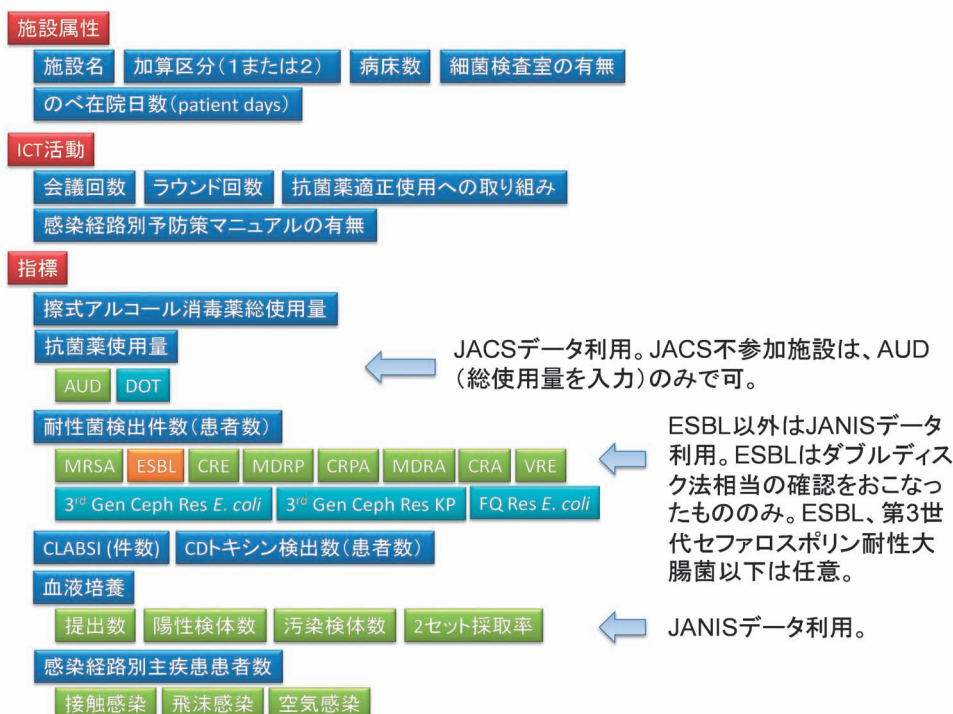 施設属性
施設名 加算区分(1または2) 病床数 細菌検査室の有無
のべ在院日数(patient days)
ICT活動
会議回数 ラウンド回数 抗菌薬適正使用への取り組み
感染経路別予防策マニュアルの有無
指標
擦式アルコール消毒薬総使用量
抗菌薬使用量
AUD DOT
JACSデータ利用。JACS不参加施設は、AUD
(総使用量を入力)のみで可。
耐性菌検出件数(患者数)
MRSA ESBL CRE MDRP CRPA MDRA CRA VRE
3rd Gen Ceph Res E. coli 3rd Gen Ceph Res KP FQ Res E. coli
ESBL以外はJANISデータ
利用。ESBLはダブルディス
ク法相当の確認をおこなっ
たもののみ。ESBL、第3世
代セファロスポリン耐性大
腸菌以下は任意。
CLABSI (件数) CDトキシン検出数(患者数)
血液培養
提出数 陽性検体数 汚染検体数 2セット採取率
JANISデータ利用。
感染経路別主疾患患者数
接触感染 飛沫感染 空気感染